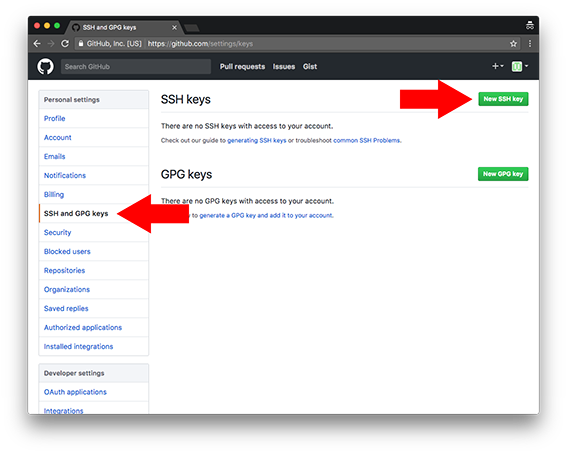 SSH and GPG keys
GitHub, Inc. [US] https://github.com/settings/keys
Search GitHub Pull requests Issues Gist
Personal settings
Profile
Account
Emails
Notifications
Billing
SSH and GPG keys
Security
Blocked users
Repositories
Organizations
Saved replies
Authorized applications
Installed integrations
Developer settings
OAuth applications
Integrations
SSH keys
New SSH key
There are no SSH keys with access to your account.
Check out our guide to generating SSH keys or troubleshoot common SSH Problems.
GPG keys
New GPG key
There are no GPG keys with access to your account.
to generate a GPG key and add it to your account.